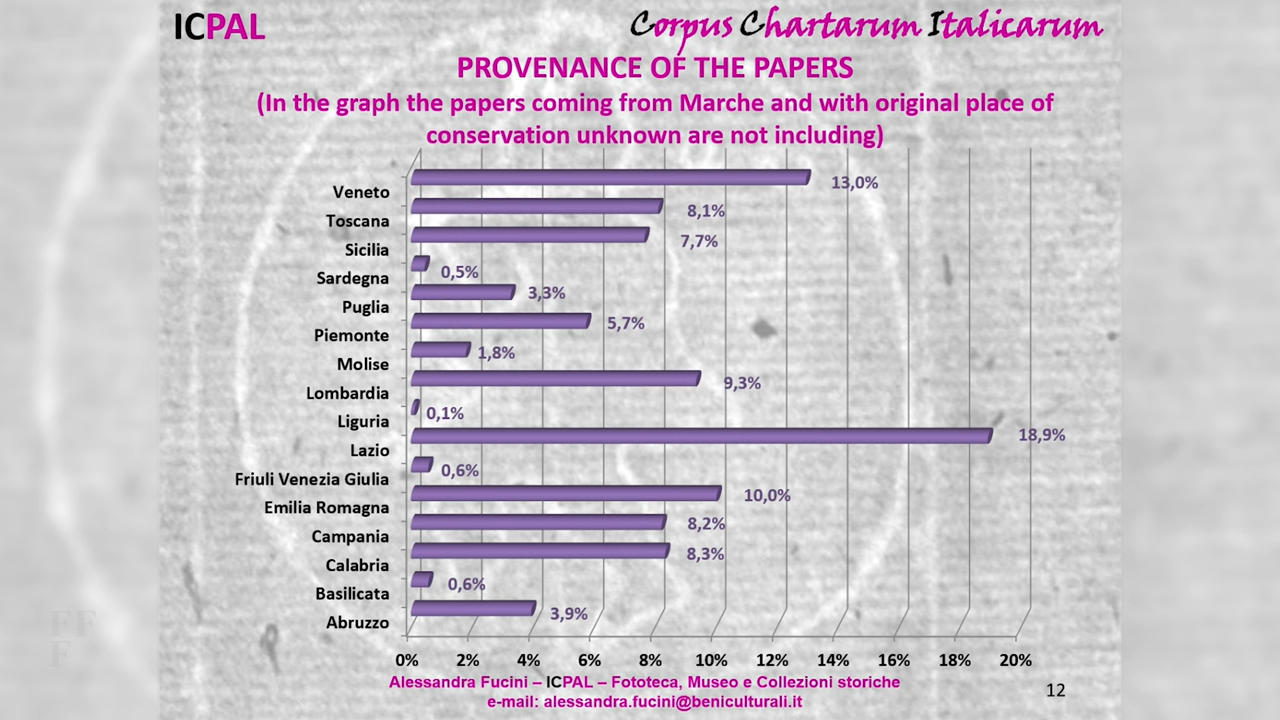 ICPAL
Corpus Chartarum Italicarum
PROVENANCE OF THE PAPERS
(In the graph the papers coming from Marche and with original place of
conservation unknown are not including)
Veneto 13,0%
Toscana 8,1%
Sicilia 7,7%
Sardegna 0,5%
Puglia 3,3%
Piemonte 5,7%
Molise 1,8%
Lombardia 9,3%
Liguria 0,1%
Lazio 18,9%
Friuli Venezia Giulia 0,6%
Emilia Romagna 10,0%
Campania 8,2%
Calabria 8,3%
Basilicata 0,6%
Abruzzo 3,9%
0% 2% 4% 6% 8% 10% 12% 14% 16% 18% 20%
Alessandra Fucini – ICPAL – Fototeca, Museo e Collezioni storiche
e-mail: alessandra.fucini@beniculturali.it
12
FF
F